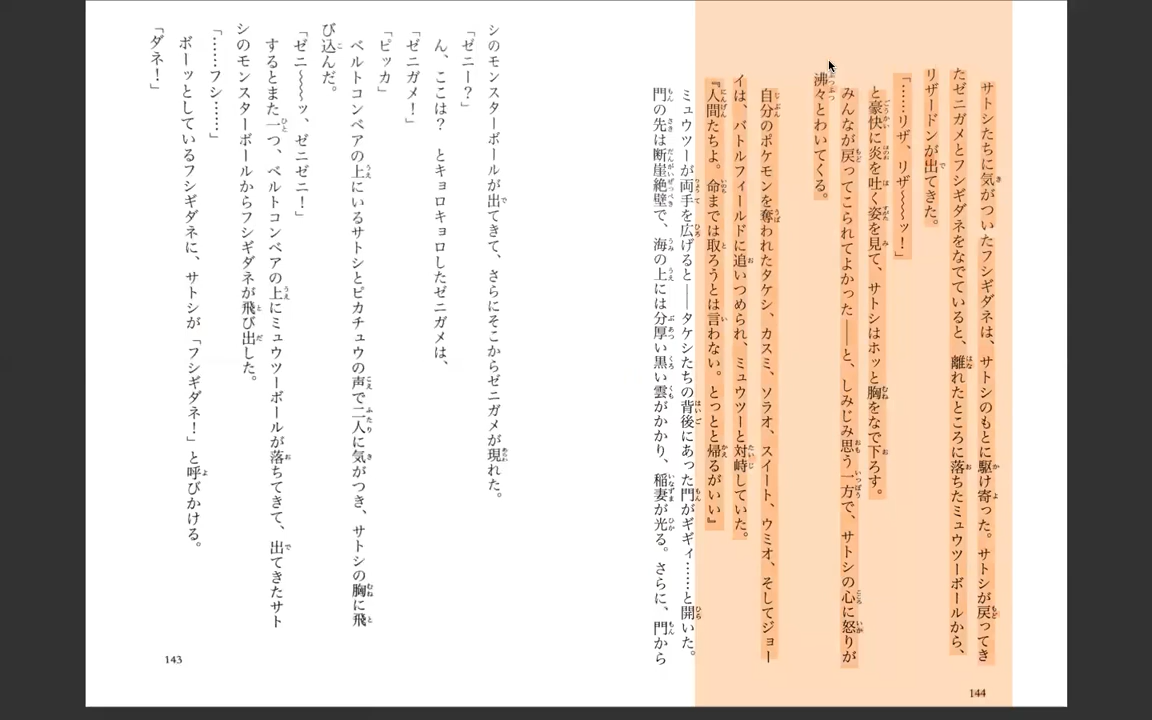 シのモンスターボールが出てきて、さらにそこからゼニガメが現れた。
「ゼニー？」
ん、ここは？　とキョロキョロしたゼニガメは、
「ゼニガメ！」
「ピッカ」
ベルトコンベアの上にいるサトシとピカチュウの声で二人に気がつき、サトシの胸に飛
び込んだ。
「ゼニ〜〜〜ッ、ゼニゼニ！」
するとまた一つ、ベルトコンベアの上にミュウツーボールが落ちてきて、出てきたサト
シのモンスターボールからフシギダネが飛び出した。
「……フシ……」
ボーッとしているフシギダネに、サトシが「フシギダネ！」と呼びかける。
「ダネ！」
143
サトシたちに気がついたフシギダネは、サトシのもとに駆け寄った。サトシが戻ってき
たゼニガメとフシギダネをなでていると、離れたところに落ちたミュウツーボールから、
リザードンが出てきた。
「……リザ、リザ〜〜〜ッ！」
と豪快に炎を吐く姿を見て、サトシはホッと胸をなで下ろす。
みんなが戻ってこられてよかった――と、しみじみ思う一方で、サトシの心に怒りが
沸々とわいてくる。
自分のポケモンを奪われたタケシ、カスミ、ソラオ、スイート、ウミオ、そしてジョー
イは、バトルフィールドに追いつめられ、ミュウツーと対峙していた。
『人間たちよ。命までは取ろうとは言わない。とっとと帰るがいい』
ミュウツーが両手を広げると――タケシたちの背後にあった門がギギィ……と開いた。
門の先は断崖絶壁で、海の上には分厚い黒い雲がかかり、稲妻が光る。さらに、門から
144